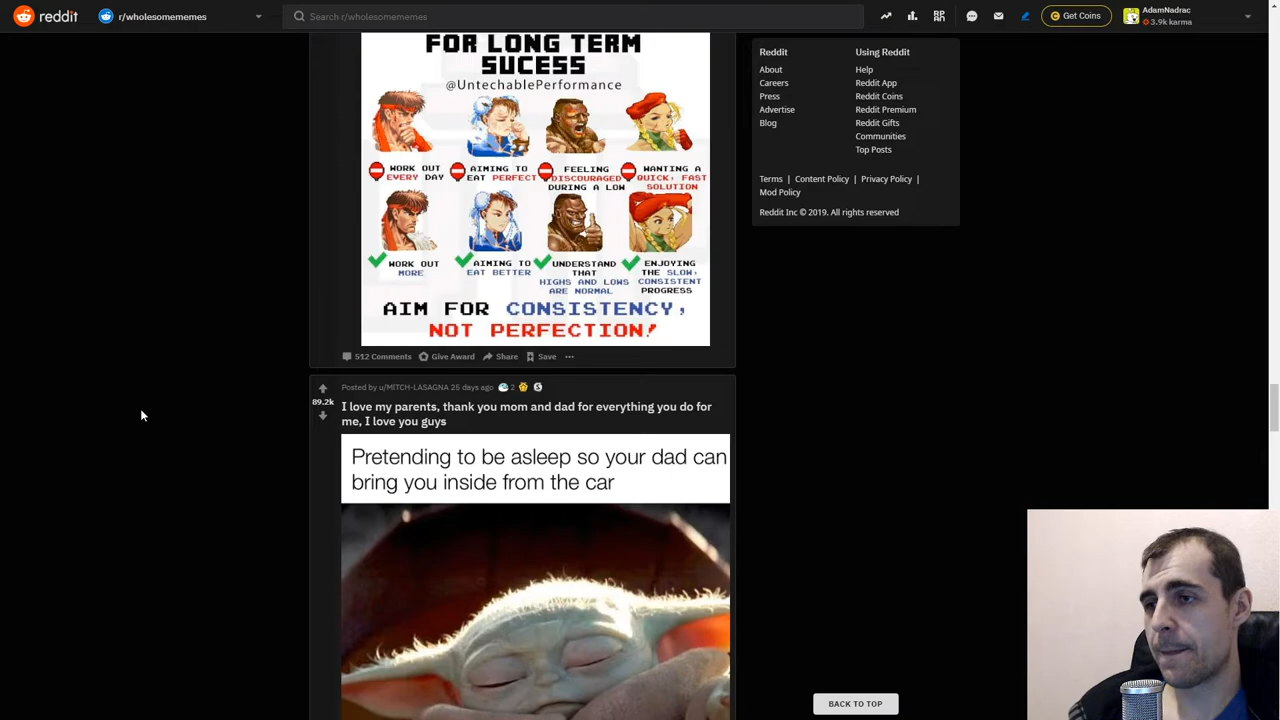 reddit
r/wholesomememes
Search r/wholesomememes
Get Coins
AdamNadrac
3.9k karma
FOR LONG TERM
SUCESS
@UntechablePerformance
WORK OUT
EVERY DAY
AIMING TO
EAT PERFECT
FEELING
DISCOURAGED
DURING A LOW
WANTING A
QUICK, FAST
SOLUTION
WORK OUT
MORE
AIMING TO
EAT BETTER
UNDERSTAND
THAT
HIGHS AND LOWS
ARE NORMAL
ENJOYING
THE SLOW,
CONSISTENT
PROGRESS
AIM FOR CONSISTENCY,
NOT PERFECTION!
512 Comments
Give Award
Share
Save
Posted by u/MITCH-LASAGNA 25 days ago
2
S
89.2k
I love my parents, thank you mom and dad for everything you do for
me, I love you guys
Pretending to be asleep so your dad can
bring you inside from the car
Reddit
Using Reddit
About
Help
Careers
Reddit App
Press
Reddit Coins
Advertise
Reddit Premium
Blog
Reddit Gifts
Communities
Top Posts
Terms | Content Policy | Privacy Policy |
Mod Policy
Reddit Inc © 2019. All rights reserved
BACK TO TOP